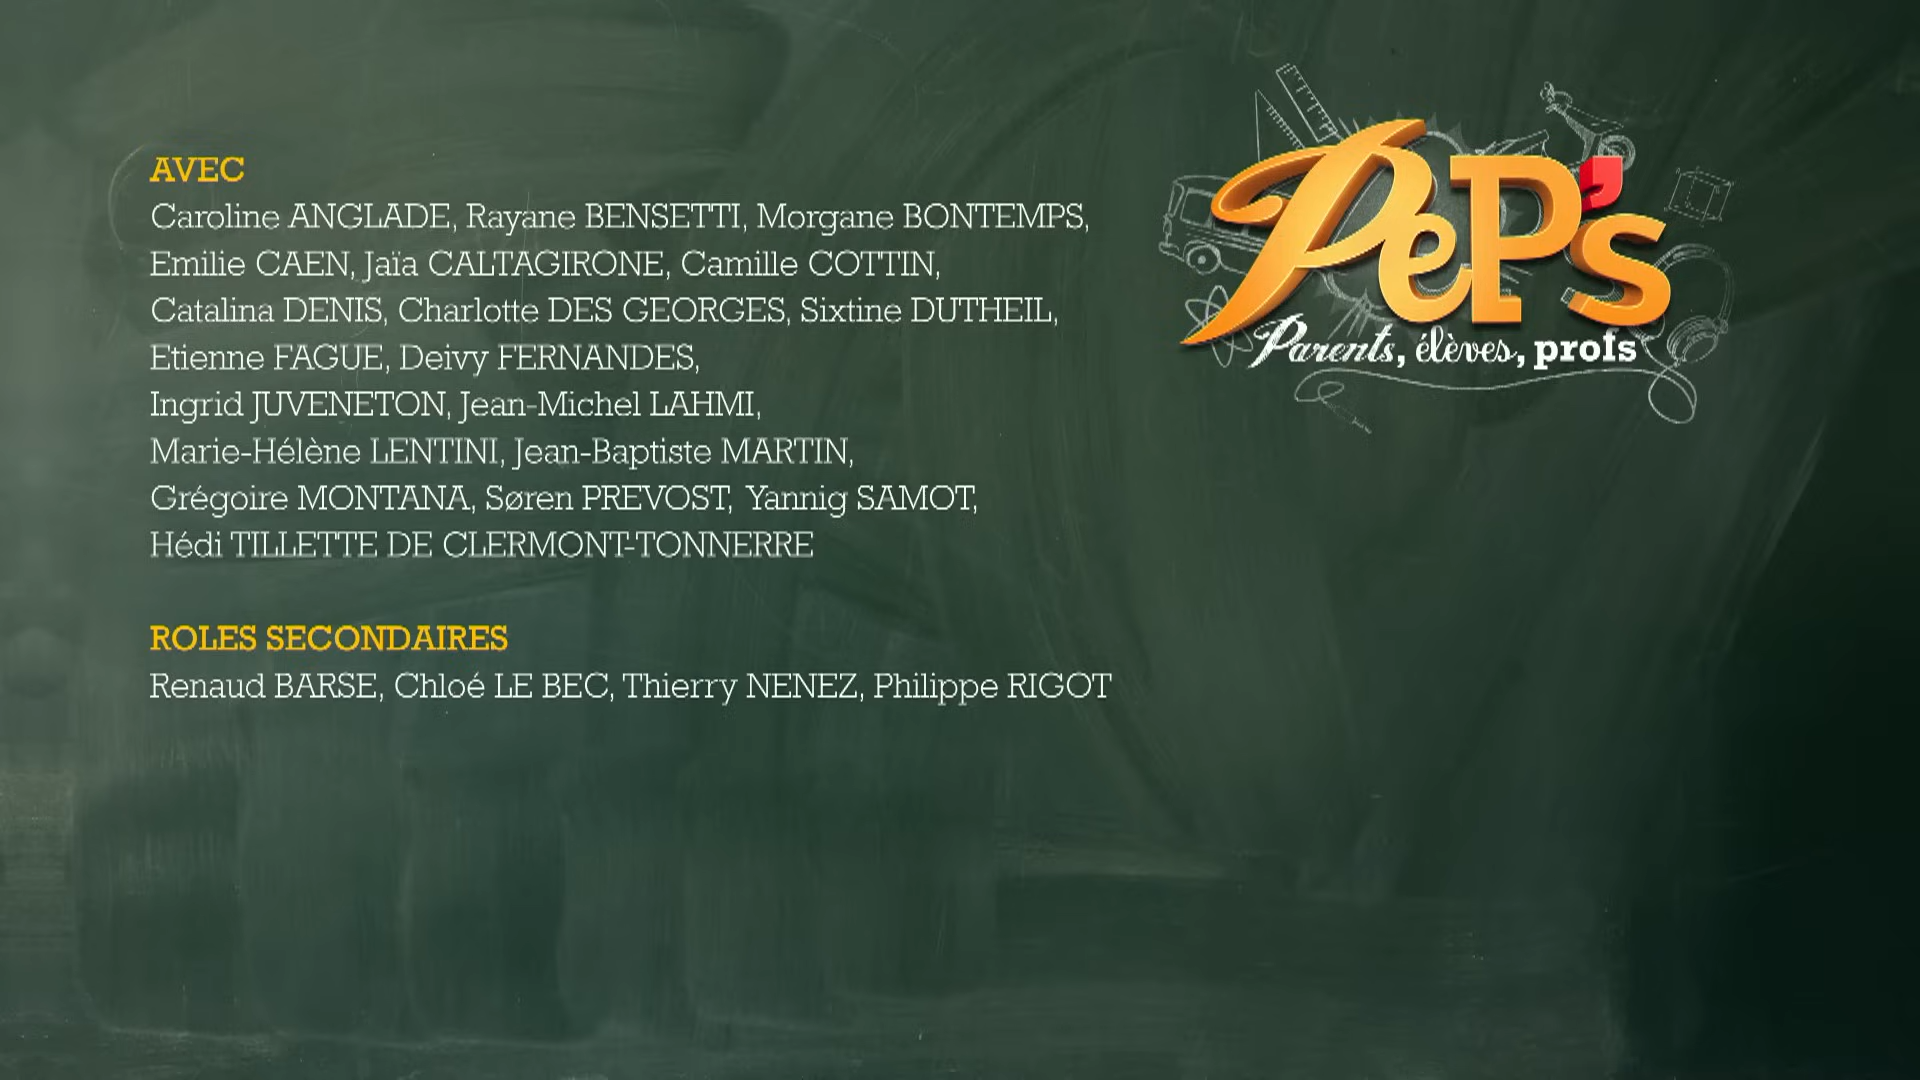 AVEC
Caroline ANGLADE, Rayane BENSETTI, Morgane BONTEMPS,
Emilie CAEN, Jaïa CALTAGIRONE, Camille COTTIN,
Catalina DENIS, Charlotte DES GEORGES, Sixtine DUTHEIL,
Etienne FAGUE, Deivy FERNANDES,
Ingrid JUVENETON, Jean-Michel LAHMI,
Marie-Hélène LENTINI, Jean-Baptiste MARTIN,
Grégoire MONTANA, Søren PREVOST, Yannig SAMOT,
Hédi TILLETTE DE CLERMONT-TONNERRE
ROLES SECONDAIRES
Renaud BARSE, Chloé LE BEC, Thierry NENEZ, Philippe RIGOT
PeP's
Parents, élèves, profs